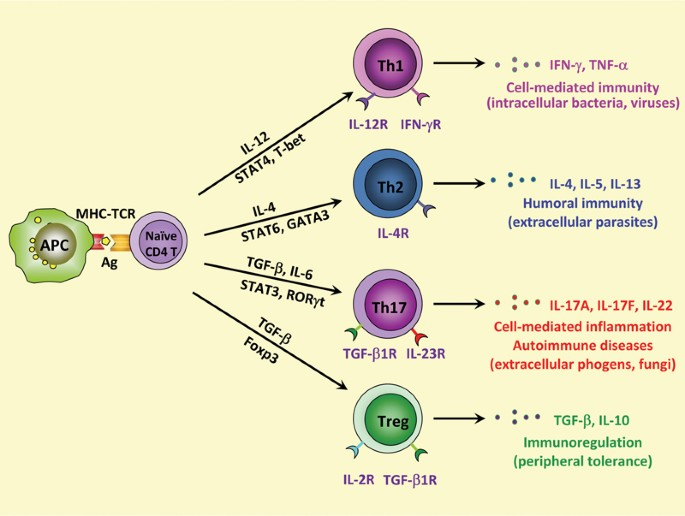 Th1
IFN-γ, TNF-α
Cell-mediated immunity
(intracellular bacteria, viruses)
IL-12R IFN-γR
IL-12
STAT4, T-bet
Th2
IL-4, IL-5, IL-13
Humoral immunity
(extracellular parasites)
IL-4R
IL-4
STAT6, GATA3
MHC-TCR
APC
Naïve
CD4 T
Ag
TGF-β, IL-6
STAT3, RORγt
Th17
IL-17A, IL-17F, IL-22
Cell-mediated inflammation
Autoimmune diseases
(extracellular phogens, fungi)
TGF-β1R IL-23R
TGF-β
Foxp3
Treg
TGF-β, IL-10
Immunoregulation
(peripheral tolerance)
IL-2R TGF-β1R